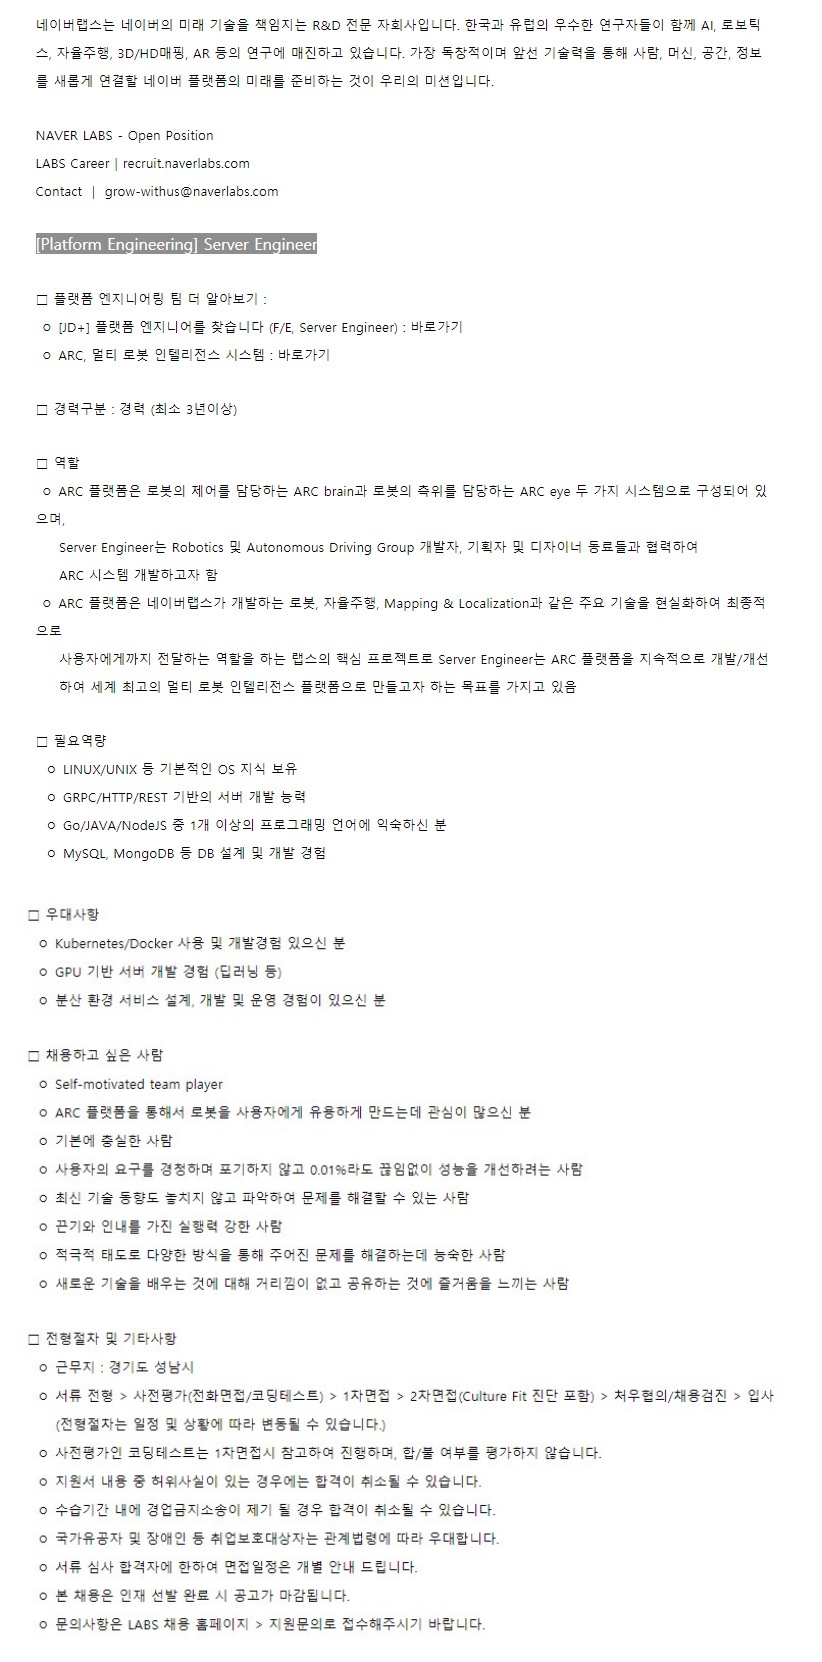 네이버랩스는 네이버의 미래 기술을 책임지는 R&D 전문 자회사입니다. 한국과 유럽의 우수한 연구자들이 함께 AI, 로보틱
스, 자율주행, 3D/HD매핑, AR 등의 연구에 매진하고 있습니다. 가장 독창적이며 앞선 기술력을 통해 사람, 머신, 공간, 정보
를 새롭게 연결할 네이버 플랫폼의 미래를 준비하는 것이 우리의 미션입니다.
NAVER LABS - Open Position
LABS Career | recruit.naverlabs.com
Contact | grow-withus@naverlabs.com
[Platform Engineering] Server Engineer
□ 플랫폼 엔지니어링 팀 더 알아보기 :
○ [JD+] 플랫폼 엔지니어를 찾습니다 (F/E, Server Engineer) : 바로가기
○ ARC, 멀티 로봇 인텔리전스 시스템 : 바로가기
□ 경력구분 : 경력 (최소 3년이상)
□ 역할
○ ARC 플랫폼은 로봇의 제어를 담당하는 ARC brain과 로봇의 측위를 담당하는 ARC eye 두 가지 시스템으로 구성되어 있
으며,
Server Engineer는 Robotics 및 Autonomous Driving Group 개발자, 기획자 및 디자이너 동료들과 협력하여
ARC 시스템 개발하고자 함
○ ARC 플랫폼은 네이버랩스가 개발하는 로봇, 자율주행, Mapping & Localization과 같은 주요 기술을 현실화하여 최종적
으로
사용자에게까지 전달하는 역할을 하는 랩스의 핵심 프로젝트로 Server Engineer는 ARC 플랫폼을 지속적으로 개발/개선
하여 세계 최고의 멀티 로봇 인텔리전스 플랫폼으로 만들고자 하는 목표를 가지고 있음
□ 필요역량
○ LINUX/UNIX 등 기본적인 OS 지식 보유
○ GRPC/HTTP/REST 기반의 서버 개발 능력
○ Go/JAVA/NodeJS 중 1개 이상의 프로그래밍 언어에 익숙하신 분
○ MySQL, MongoDB 등 DB 설계 및 개발 경험
□ 우대사항
○ Kubernetes/Docker 사용 및 개발경험 있으신 분
○ GPU 기반 서버 개발 경험 (딥러닝 등)
○ 분산 환경 서비스 설계, 개발 및 운영 경험이 있으신 분
□ 채용하고 싶은 사람
○ Self-motivated team player
○ ARC 플랫폼을 통해서 로봇을 사용자에게 유용하게 만드는데 관심이 많으신 분
○ 기본에 충실한 사람
○ 사용자의 요구를 경청하며 포기하지 않고 0.01%라도 끊임없이 성능을 개선하려는 사람
○ 최신 기술 동향도 놓치지 않고 파악하여 문제를 해결할 수 있는 사람
○ 끈기와 인내를 가진 실행력 강한 사람
○ 적극적 태도로 다양한 방식을 통해 주어진 문제를 해결하는데 능숙한 사람
○ 새로운 기술을 배우는 것에 대해 거리낌이 없고 공유하는 것에 즐거움을 느끼는 사람
□ 전형절차 및 기타사항
○ 근무지 : 경기도 성남시
○ 서류 전형 > 사전평가(전화면접/코딩테스트) > 1차면접 > 2차면접(Culture Fit 진단 포함) > 처우협의/채용검진 > 입사
(전형절차는 일정 및 상황에 따라 변동될 수 있습니다.)
○ 사전평가인 코딩테스트는 1차면접시 참고하여 진행하며, 합/불 여부를 평가하지 않습니다.
○ 지원서 내용 중 허위사실이 있는 경우에는 합격이 취소될 수 있습니다.
○ 수습기간 내에 경업금지소송이 제기 될 경우 합격이 취소될 수 있습니다.
○ 국가유공자 및 장애인 등 취업보호대상자는 관계법령에 따라 우대합니다.
○ 서류 심사 합격자에 한하여 면접일정은 개별 안내 드립니다.
○ 본 채용은 인재 선발 완료 시 공고가 마감됩니다.
○ 문의사항은 LABS 채용 홈페이지 > 지원문의로 접수해주시기 바랍니다.